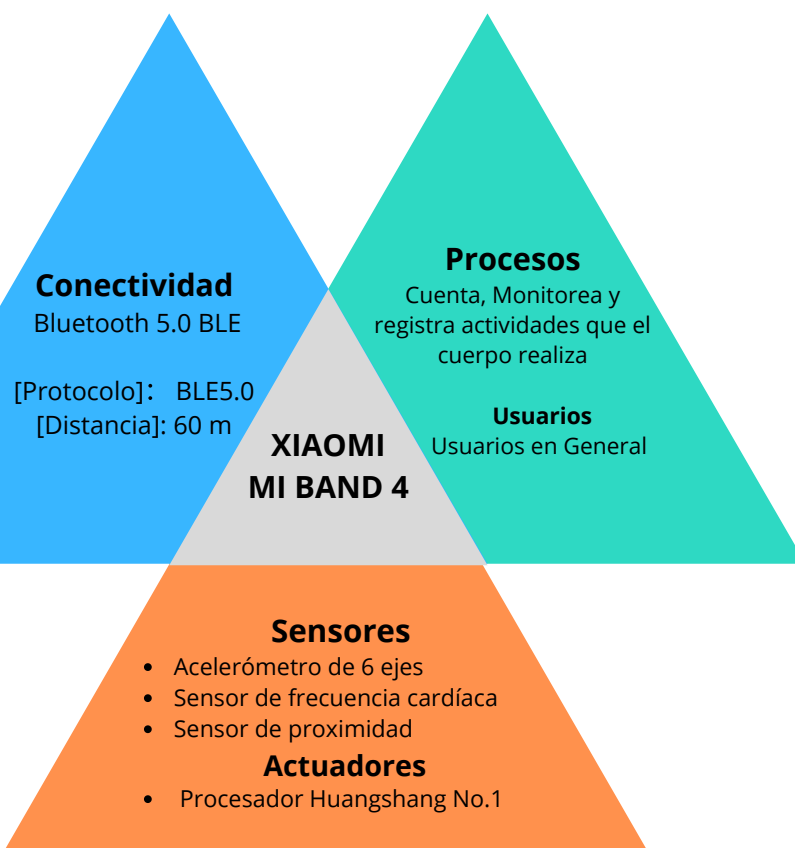 Conectividad
Bluetooth 5.0 BLE
[Protocolo]： BLE5.0
[Distancia]: 60 m
Procesos
Cuenta, Monitorea y
registra actividades que el
cuerpo realiza
Usuarios
Usuarios en General
XIAOMI
MI BAND 4
Sensores
• Acelerómetro de 6 ejes
• Sensor de frecuencia cardíaca
• Sensor de proximidad
Actuadores
• Procesador Huangshang No.1